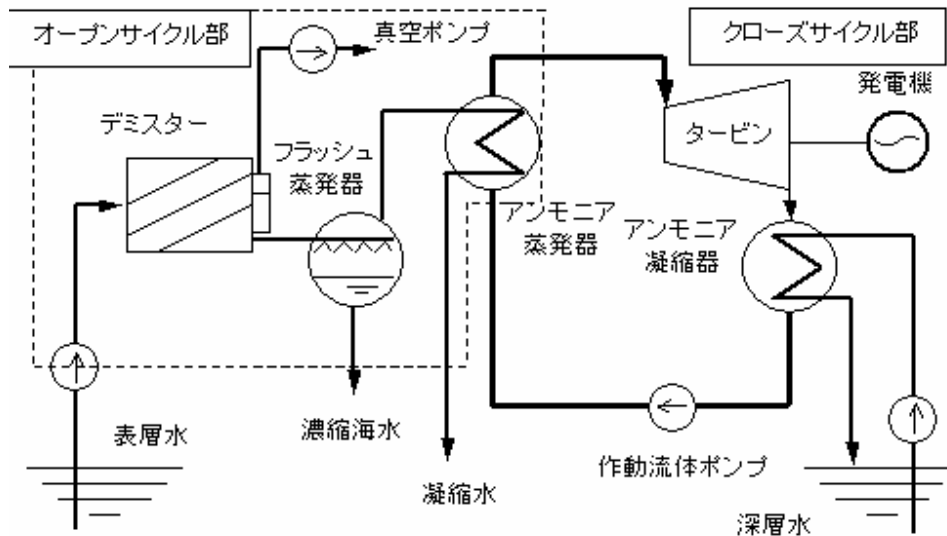 オープンサイクル部
真空ポンプ
クローズサイクル部
発電機
デミスター
フラッシュ
蒸発器
タービン
アンモニア
蒸発器
アンモニア
凝縮器
表層水
濃縮海水
凝縮水
作動流体ポンプ
深層水